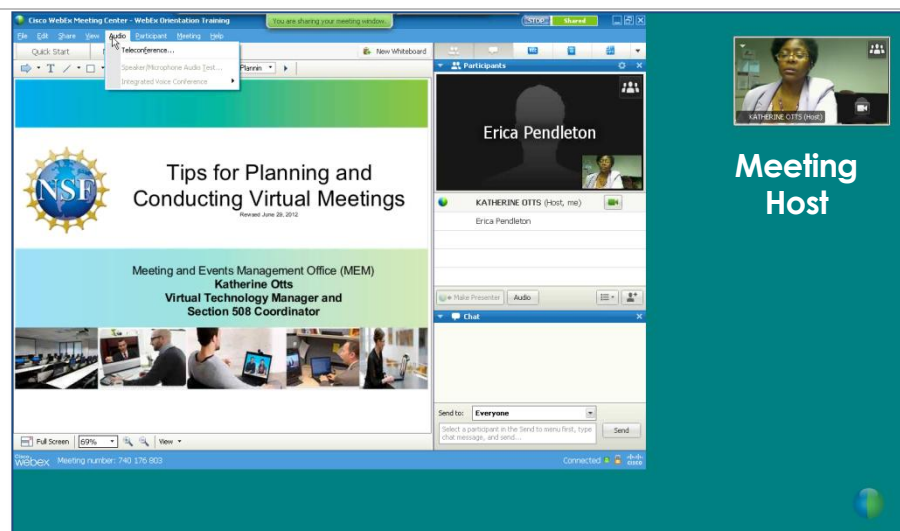 Cisco WebEx Meeting Center - WebEx Orientation Training
You are sharing your meeting window.
STOP
Shared
File Edit Share View Audio Participant Meeting Help
Quick Start
New Whiteboard
Teleconference...
Speaker/Microphone Audio Test...
Integrated Voice Conference
Plannin
Participants
Erica Pendleton
KATHERINE OTTS (Host, me)
Erica Pendleton
Make Presenter
Audio
Chat
Send to: Everyone
Select a participant in the Send to menu first, type
chat message, and send...
Send
NSF
Tips for Planning and
Conducting Virtual Meetings
Revised June 29, 2012
Meeting and Events Management Office (MEM)
Katherine Otts
Virtual Technology Manager and
Section 508 Coordinator
Full Screen 69% View
Cisco
webex Meeting number: 740 176 803
Connected
CISCO
KATHERINE OTTS (Host)
Meeting
Host